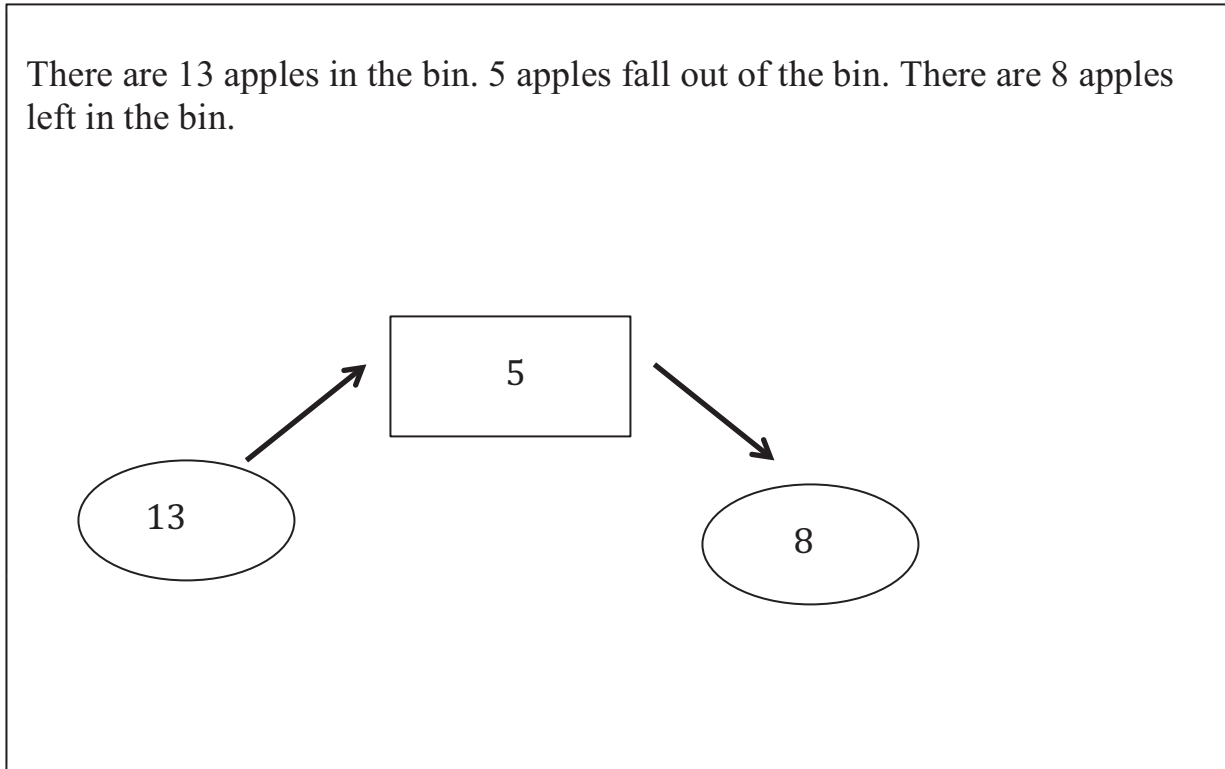 There are 13 apples in the bin. 5 apples fall out of the bin. There are 8 apples
left in the bin.
5
13
8